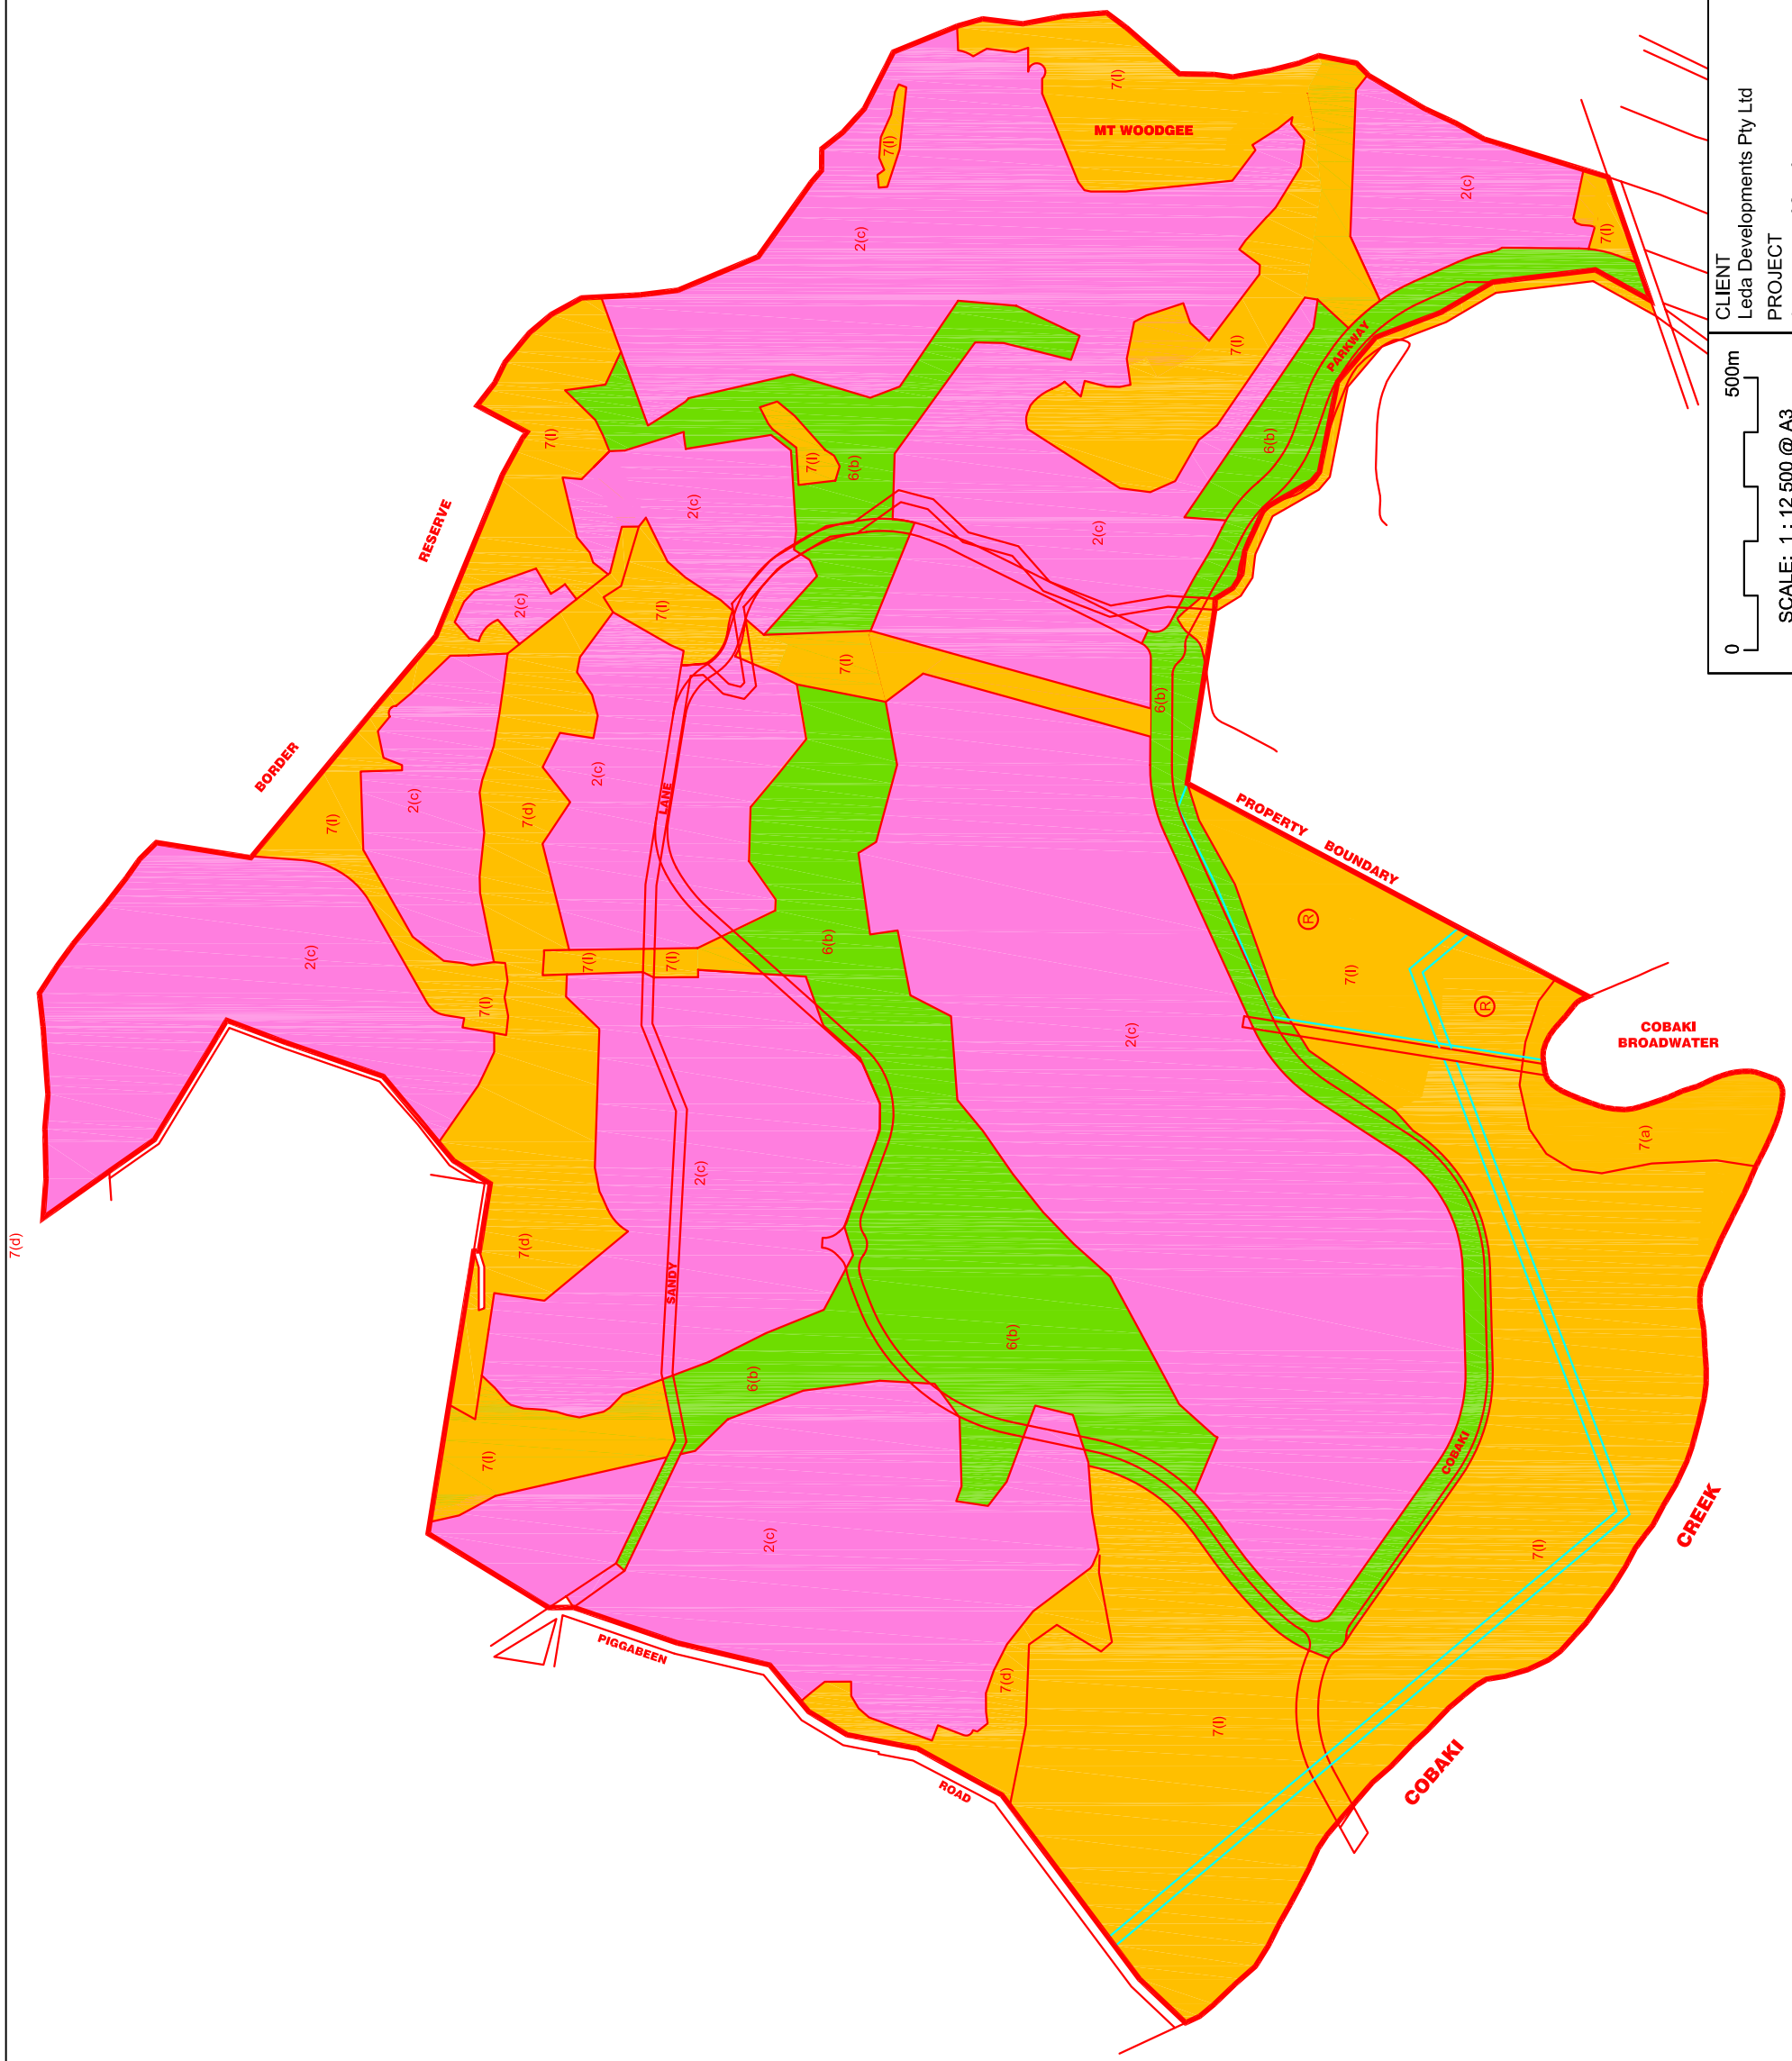 7(l)
MT WOODGEE
7(l)
2(c)
2(c)
7(l)
7(l)
PARKWAY
6(b)
7(l)
7(l)
6(b)
2(c)
2(c)
RESERVE
2(c)
7(l)
7(l)
6(b)
BORDER
2(c)
2(c)
7(l)
7(d)
LANE
PROPERTY BOUNDARY
R
7(l)
R
COBAKI
BROADWATER
6(b)
2(c)
7(l)
7(l)
7(l)
2(c)
7(a)
2(c)
7(d)
7(d)
SANDY
6(b)
6(b)
7(l)
COBAKI
2(c)
7(l)
CREEK
PIGGABEEN
7(d)
7(l)
COBAKI
ROAD
CLIENT
Leda Developments Pty Ltd
PROJECT
0 500m
SCALE: 1 : 12 500 @ A3